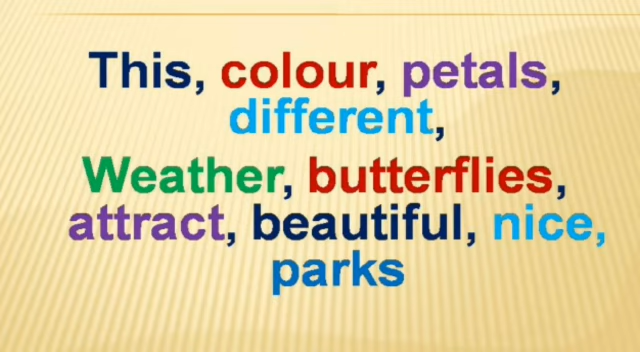 This, colour, petals,
different,
Weather, butterflies,
attract, beautiful, nice,
parks